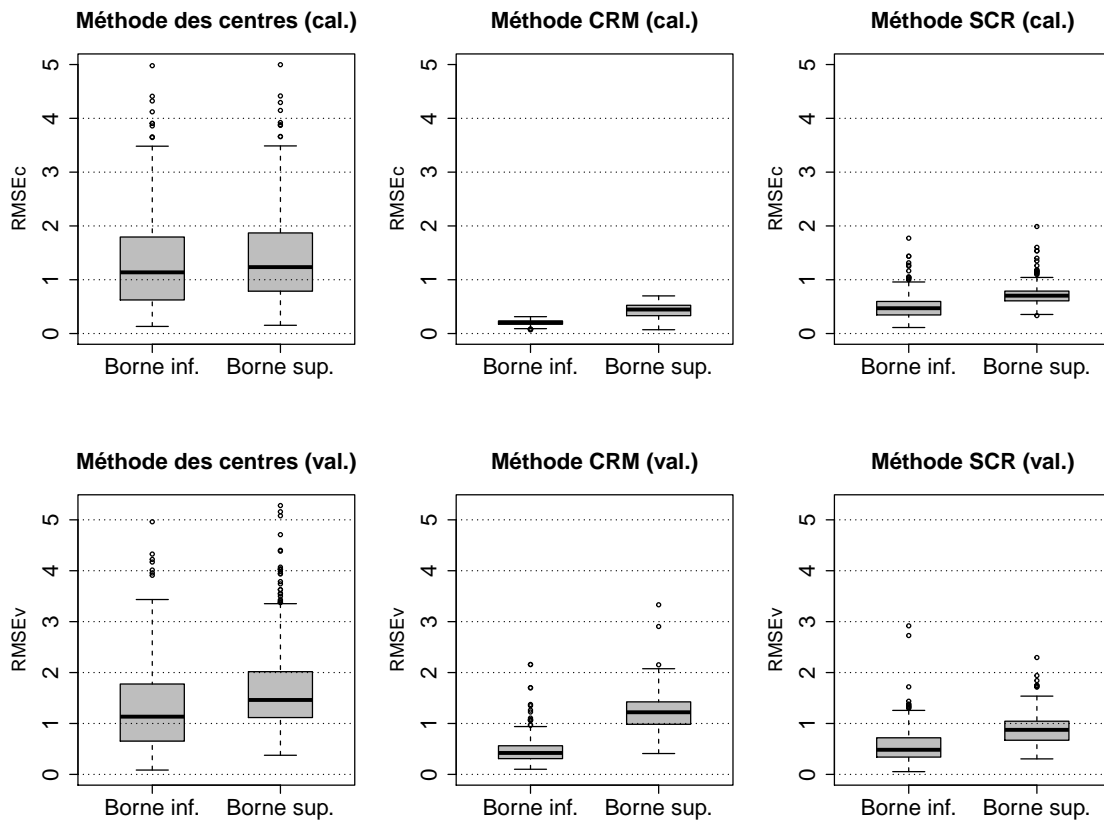 Méthode des centres (cal.)
Méthode CRM (cal.)
Méthode SCR (cal.)
RMSEc
0
1
2
3
4
5
Borne inf.
Borne sup.
RMSEc
0
1
2
3
4
5
Borne inf.
Borne sup.
RMSEc
0
1
2
3
4
5
Borne inf.
Borne sup.
Méthode des centres (val.)
Méthode CRM (val.)
Méthode SCR (val.)
RMSEv
0
1
2
3
4
5
Borne inf.
Borne sup.
RMSEv
0
1
2
3
4
5
Borne inf.
Borne sup.
RMSEv
0
1
2
3
4
5
Borne inf.
Borne sup.